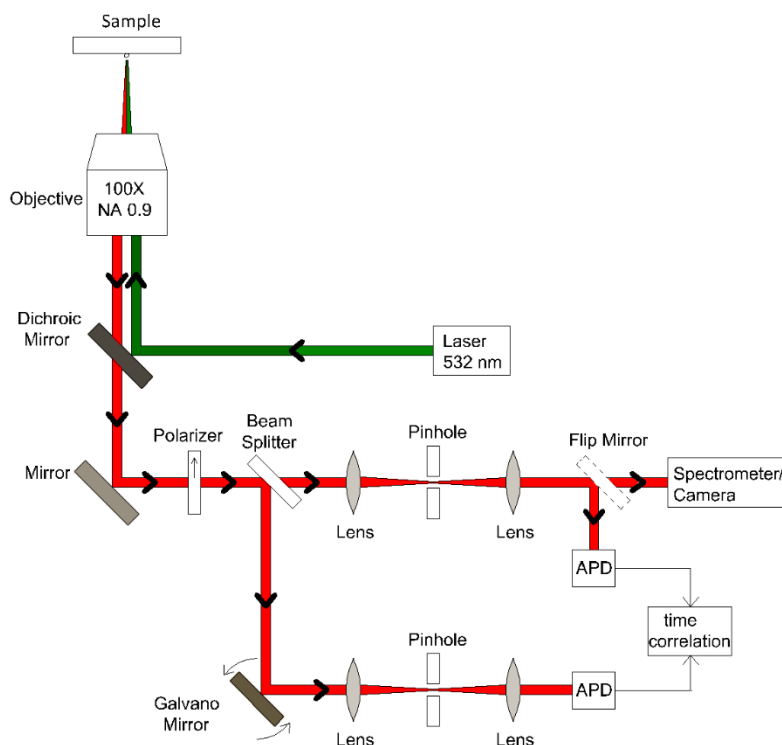 Sample
Objective
100X
NA 0.9
Dichroic
Mirror
Laser
532 nm
Mirror
Polarizer
Beam
Splitter
Lens
Pinhole
Lens
Flip Mirror
Spectrometer/
Camera
APD
time
correlation
Galvano
Mirror
Lens
Pinhole
Lens
APD